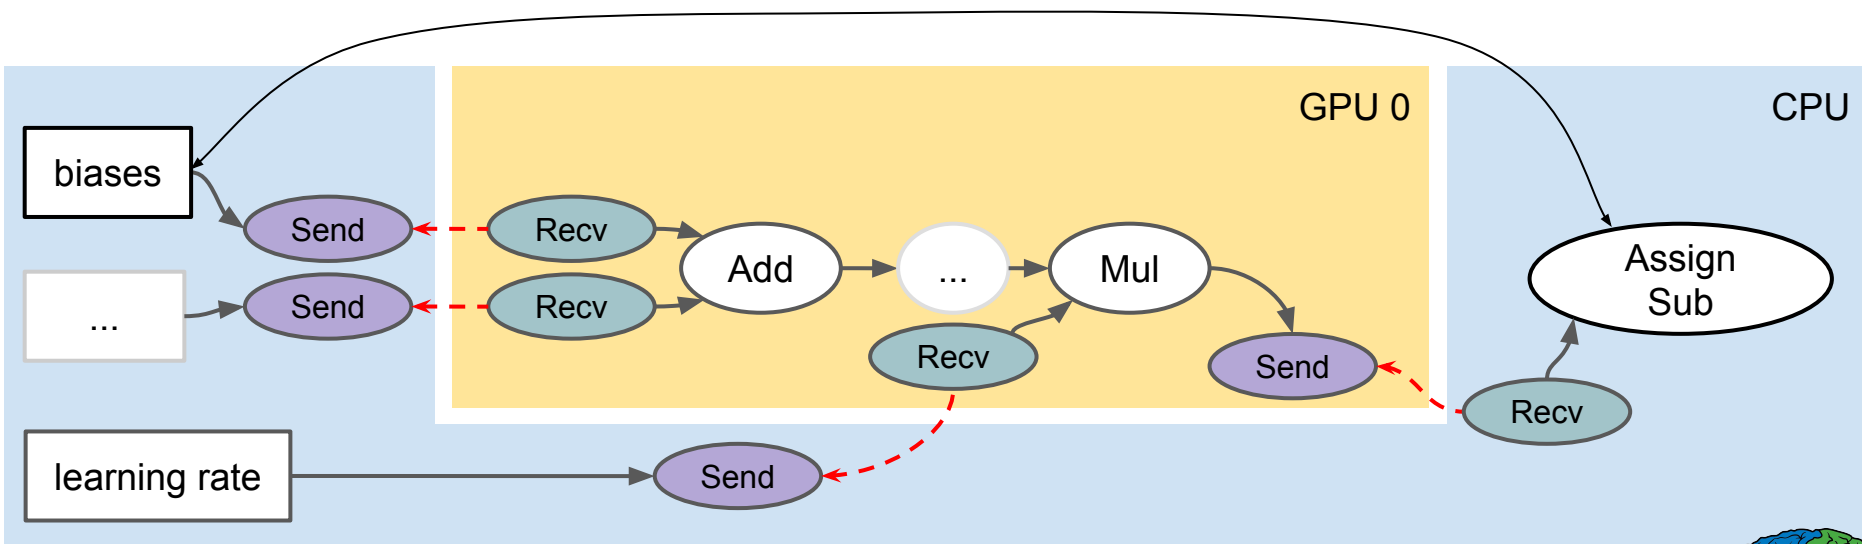 GPU 0
CPU
biases
Send
Recv
Add
...
Mul
Assign
Sub
...
Send
Recv
Recv
Send
Recv
learning rate
Send